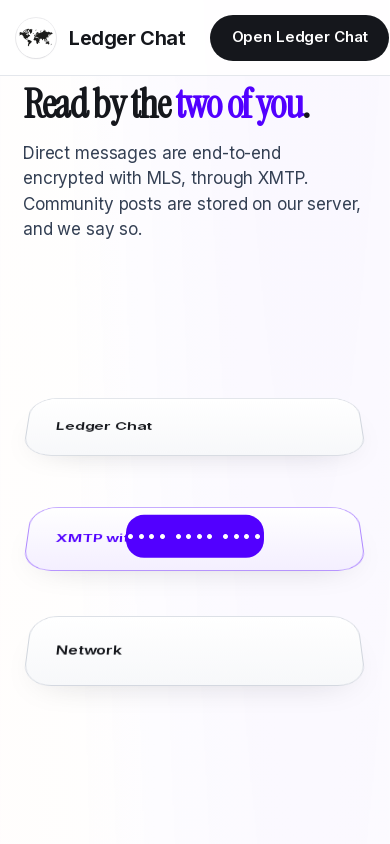 Ledger Chat
Open Ledger Chat
Read by the two of you.
Direct messages are end-to-end
encrypted with MLS, through XMTP.
Community posts are stored on our server,
and we say so.
Ledger Chat
XMTP
•••• •••• ••••
Network